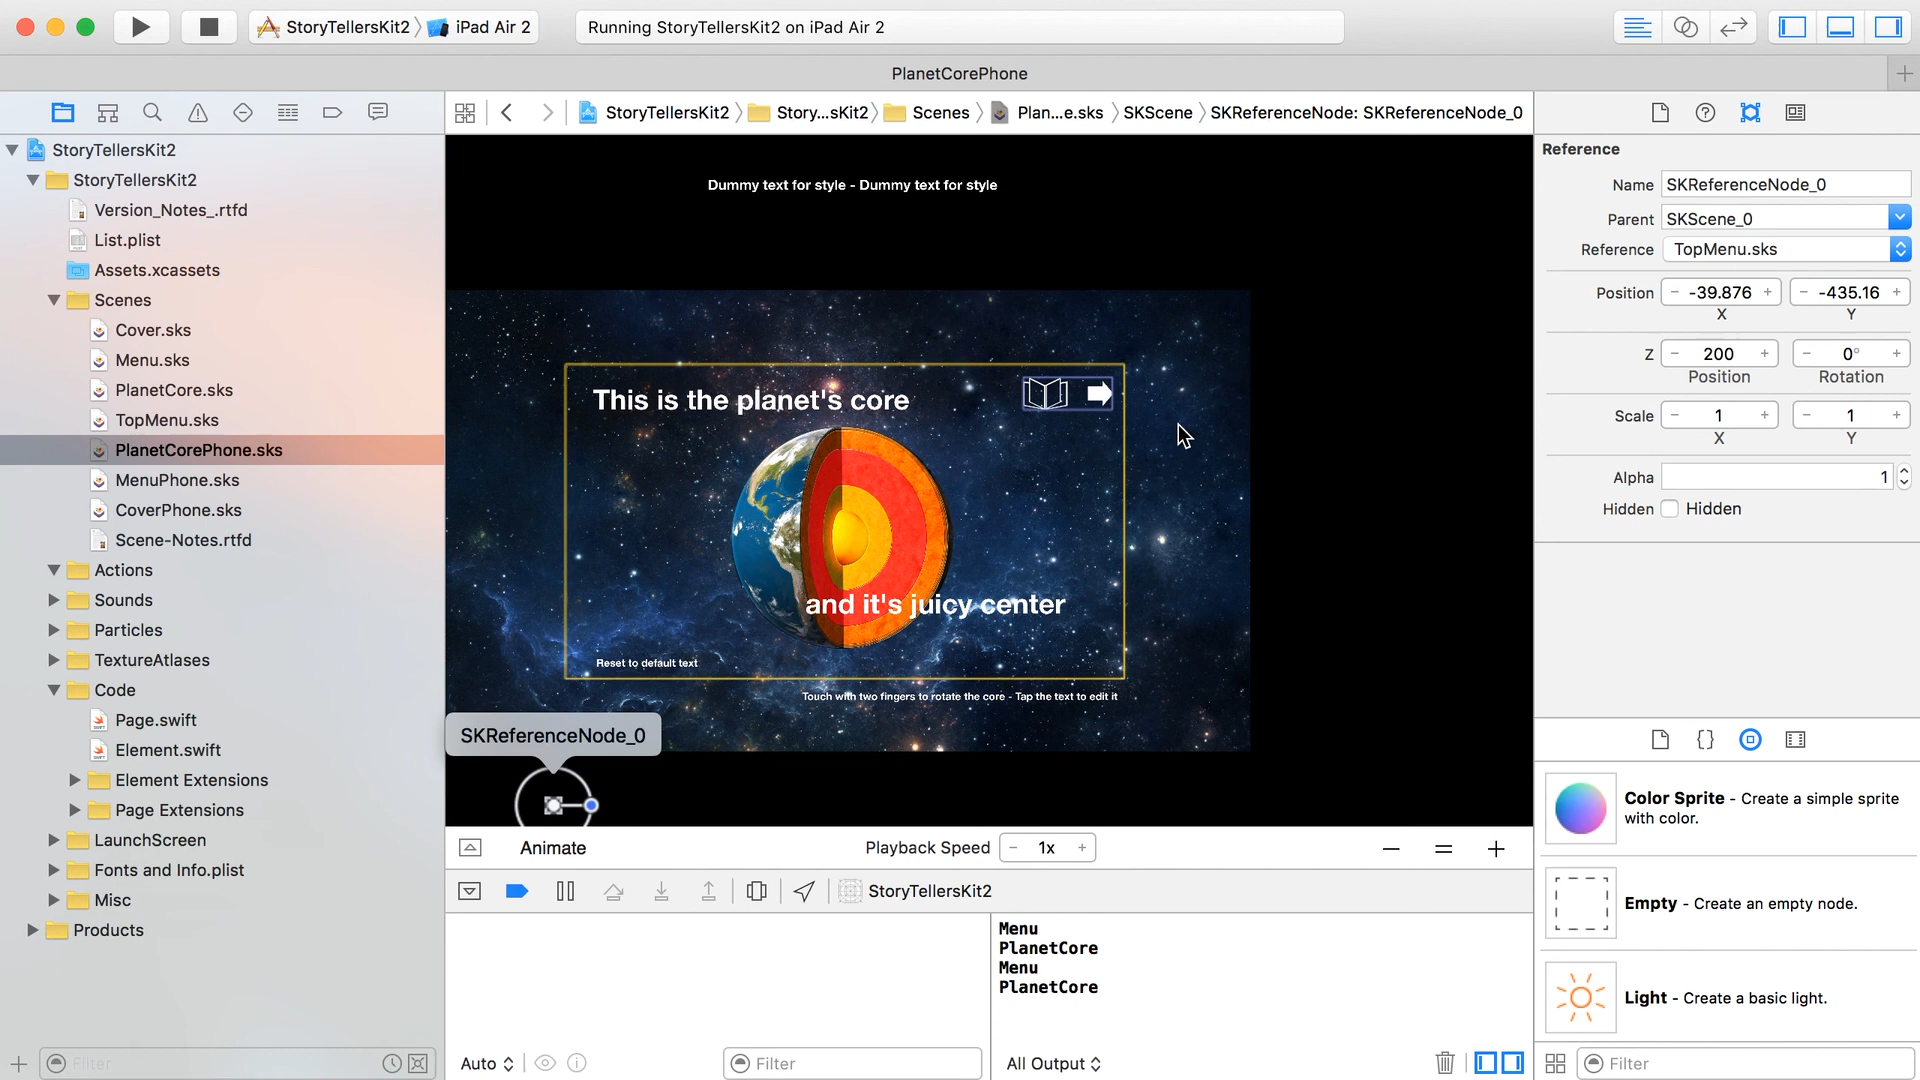 StoryTellersKit2 iPad Air 2
Running StoryTellersKit2 on iPad Air 2
PlanetCorePhone
StoryTellersKit2 Story...sKit2 Scenes Plan...e.sks SKScene SKReferenceNode: SKReferenceNode_0
StoryTellersKit2
StoryTellersKit2
Version_Notes_.rtfd
List.plist
Assets.xcassets
Scenes
Cover.sks
Menu.sks
PlanetCore.sks
TopMenu.sks
PlanetCorePhone.sks
MenuPhone.sks
CoverPhone.sks
Scene-Notes.rtfd
Actions
Sounds
Particles
TextureAtlases
Code
Page.swift
Element.swift
Element Extensions
Page Extensions
LaunchScreen
Fonts and Info.plist
Misc
Products
Filter
Dummy text for style - Dummy text for style
This is the planet's core
and it's juicy center
Reset to default text
Touch with two fingers to rotate the core - Tap the text to edit it
SKReferenceNode_0
Animate
Playback Speed - 1x +
StoryTellersKit2
Menu
PlanetCore
Menu
PlanetCore
Auto
Filter
All Output
Reference
Name SKReferenceNode_0
Parent SKScene_0
Reference TopMenu.sks
Position - -39.876 + - -435.16 +
X Y
Z - 200 + - 0° +
Position Rotation
Scale - 1 + - 1 +
X Y
Alpha 1
Hidden Hidden
Color Sprite - Create a simple sprite
with color.
Empty - Create an empty node.
Light - Create a basic light.
Filter